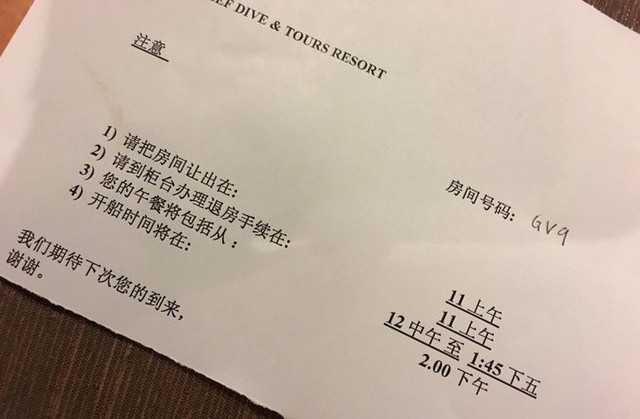 DIVE & TOURS RESORT
注意
房间号码: GV9
1) 请把房间让出在:
2) 请到柜台办理退房手续在:
3) 您的午餐将包括从:
4) 开船时间将在:
11 上午
11 上午
12 中午 至 1:45 下五
2.00 下午
我们期待下次您的到来,
谢谢。